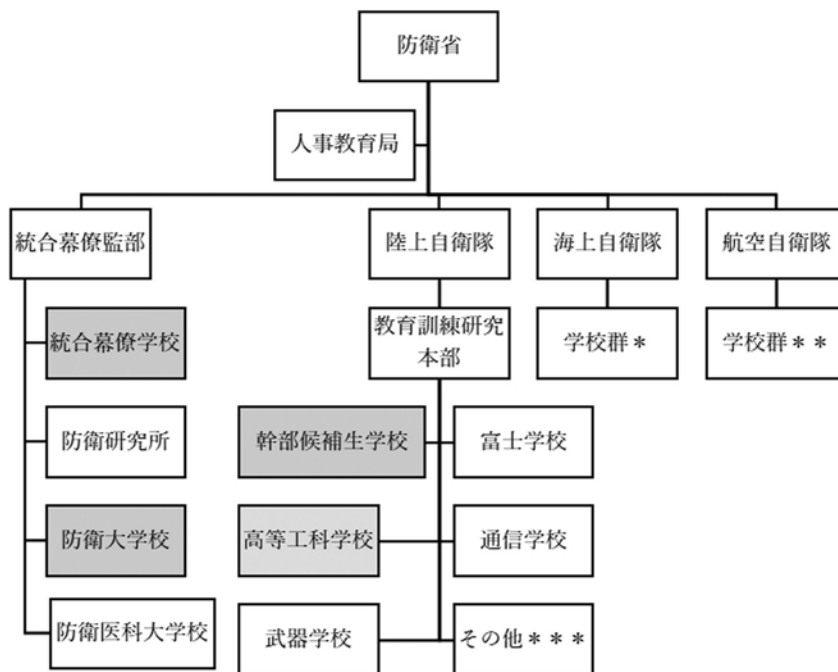 防衛省
人事教育局
統合幕僚監部
陸上自衛隊
海上自衛隊
航空自衛隊
統合幕僚学校
教育訓練研究
本部
学校群＊
学校群＊＊
防衛研究所
幹部候補生学校
富士学校
防衛大学校
高等工科学校
通信学校
防衛医科大学校
武器学校
その他＊＊＊